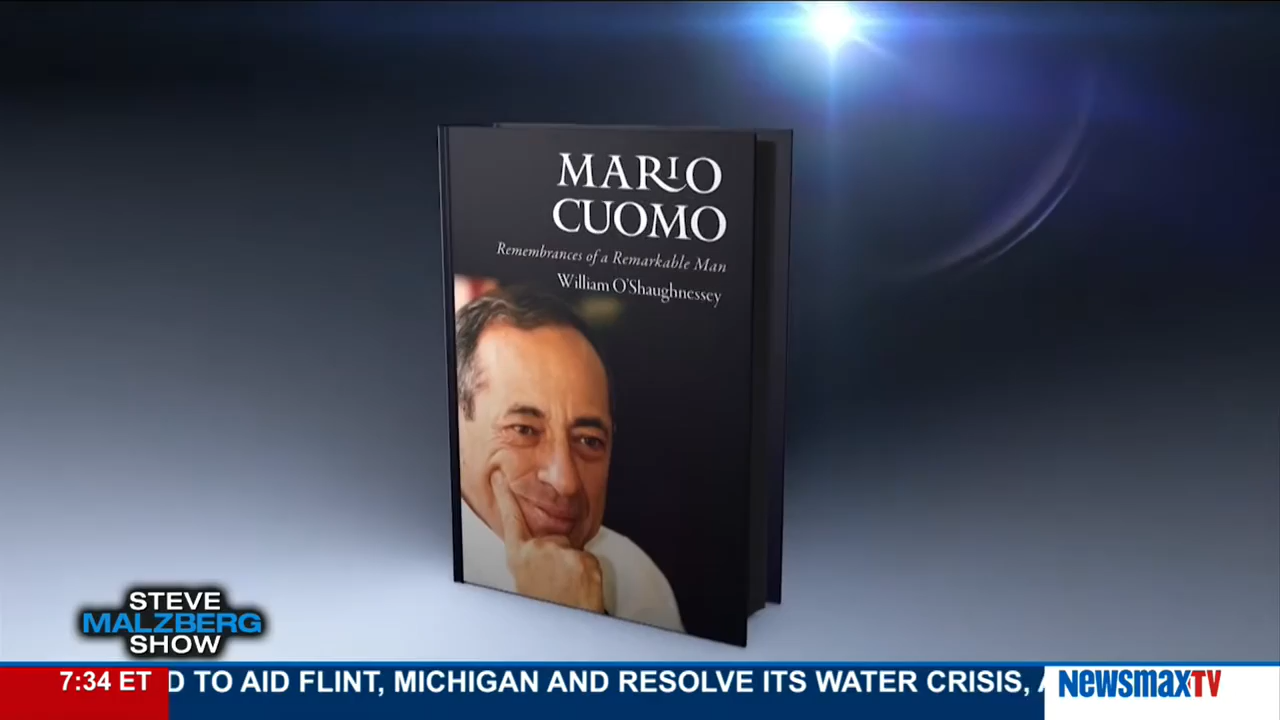 MARIO
CUOMO
Remembrances of a Remarkable Man
William O'Shaughnessey
STEVE
MALZBERG
SHOW
7:34 ET
D TO AID FLINT, MICHIGAN AND RESOLVE ITS WATER CRISIS,
NEWSMAXTV